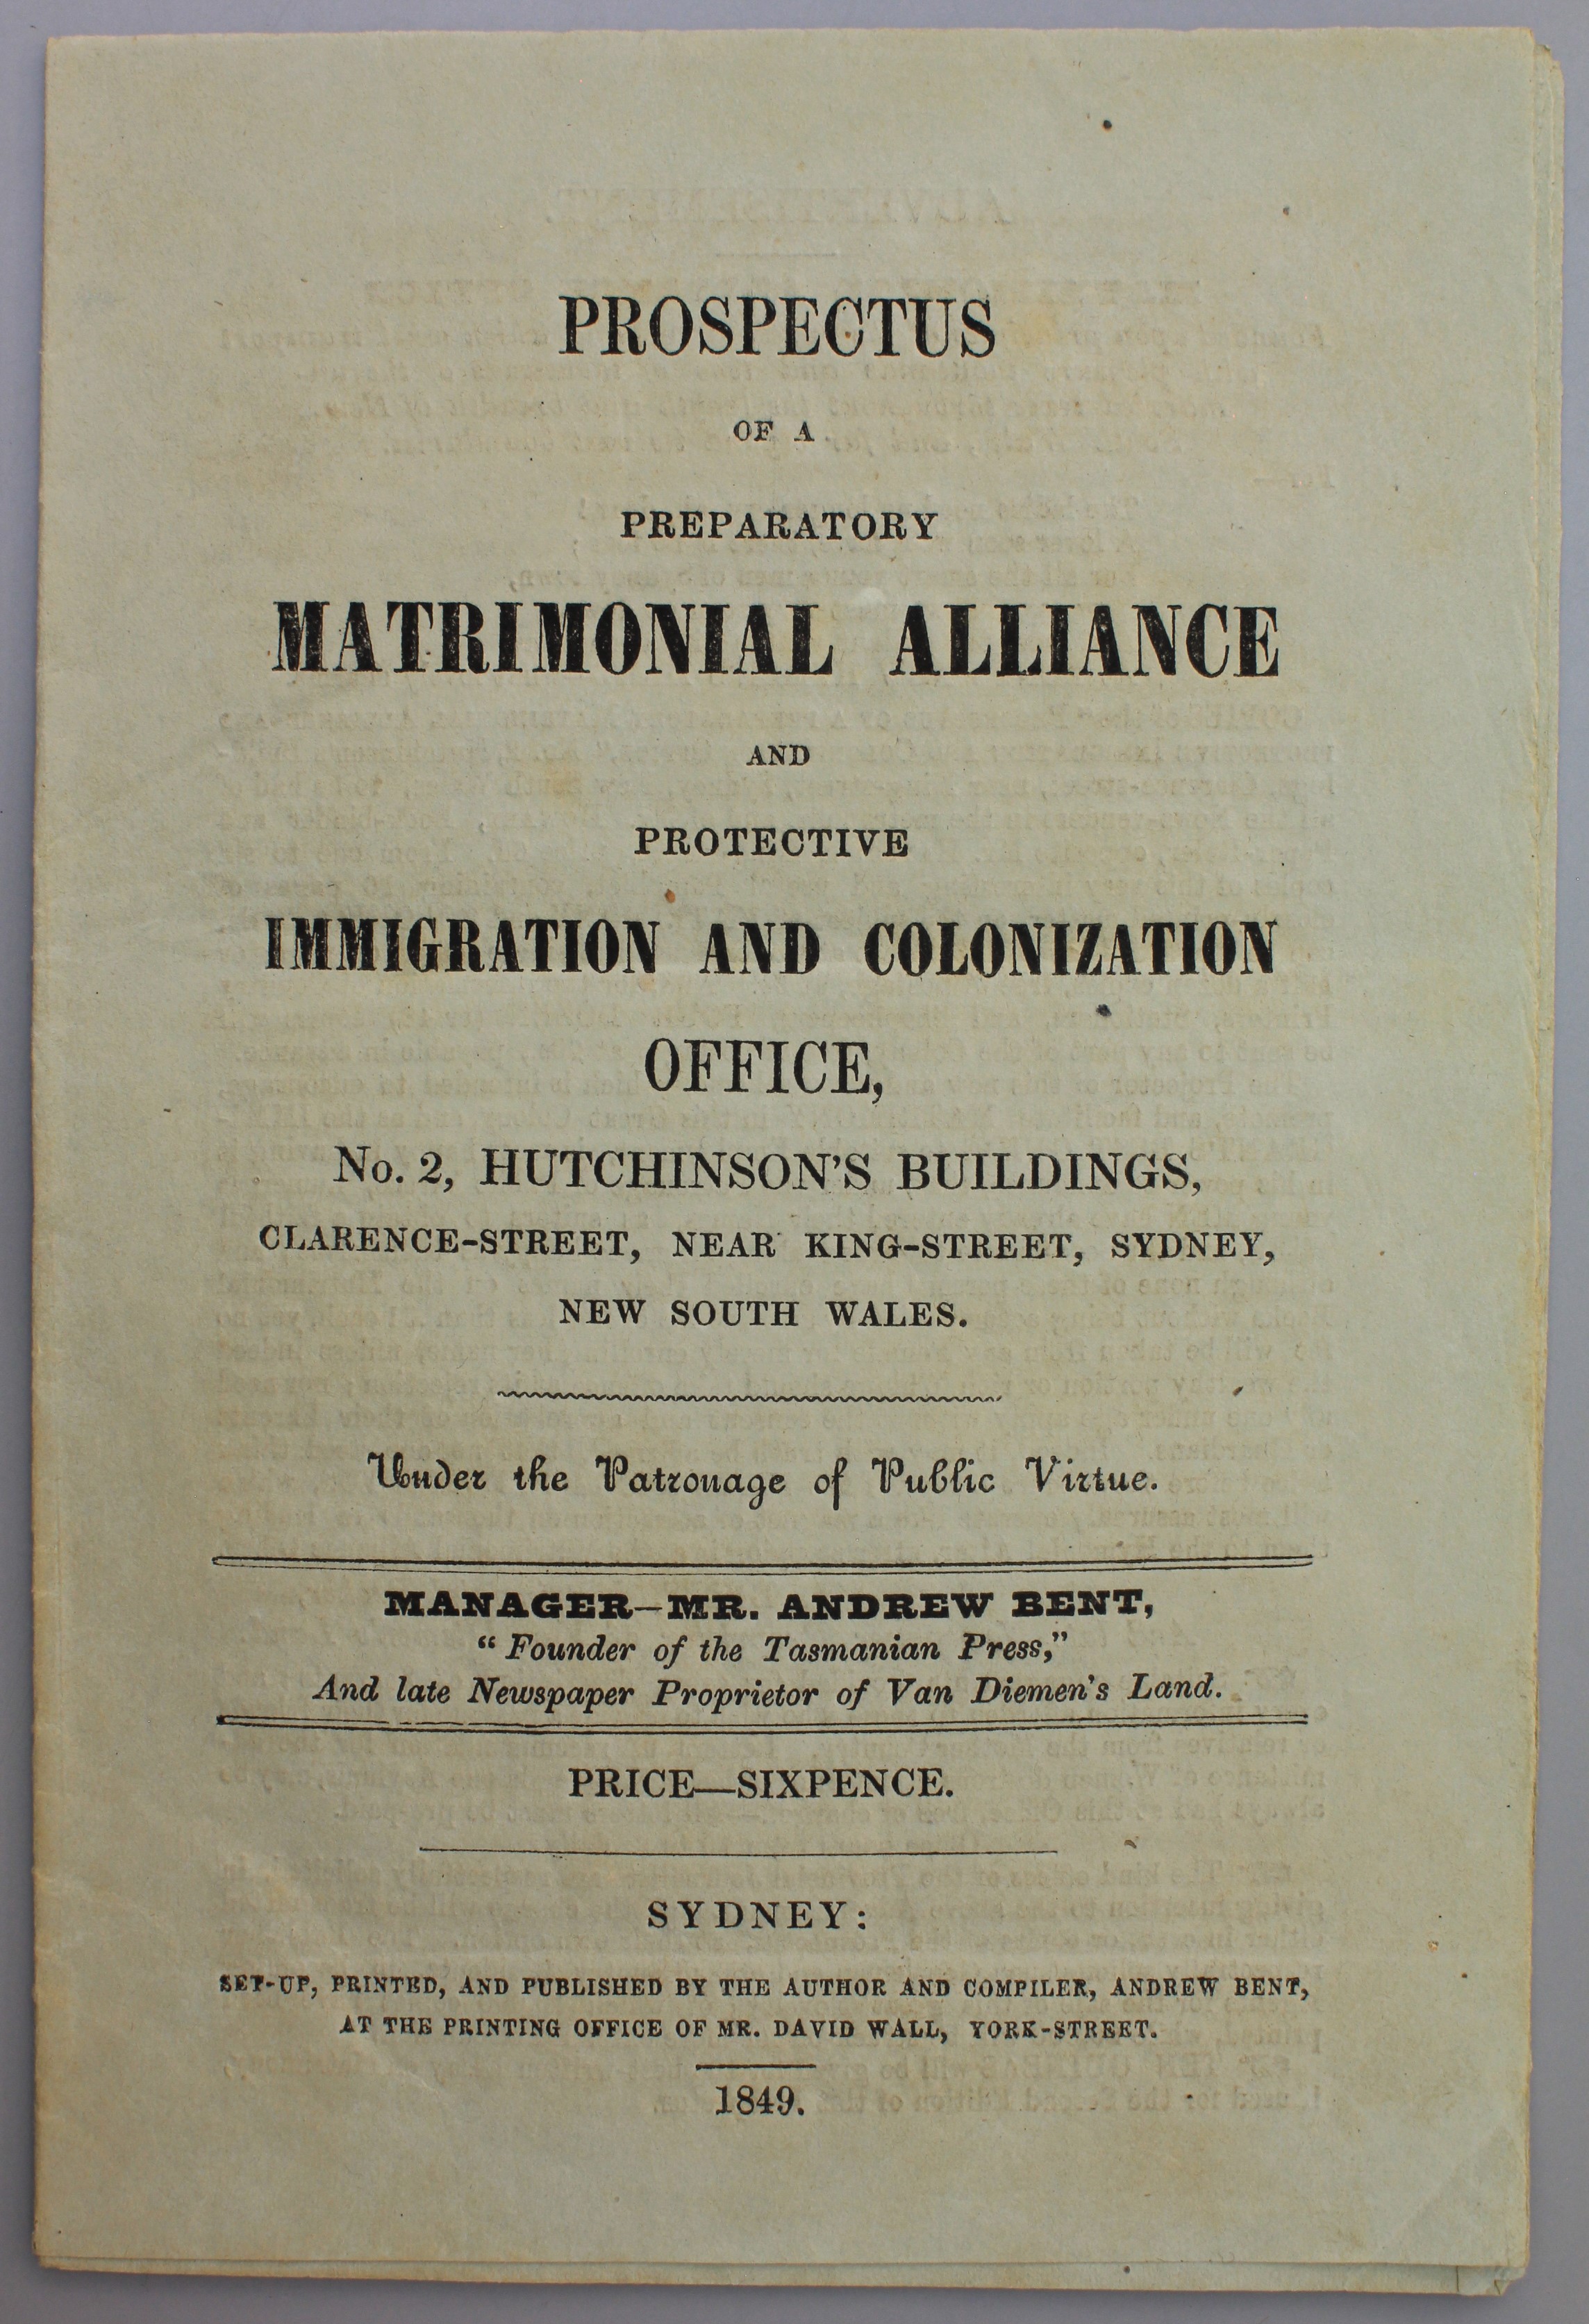 PROSPECTUS
OF A
PREPARATORY
MATRIMONIAL ALLIANCE
AND
PROTECTIVE
IMMIGRATION AND COLONIZATION
OFFICE,
No. 2, HUTCHINSON'S BUILDINGS,
CLARENCE-STREET, NEAR KING-STREET, SYDNEY,
NEW SOUTH WALES.
Under the Patronage of Public Virtue.
MANAGER—MR. ANDREW BENT,
"Founder of the Tasmanian Press,"
And late Newspaper Proprietor of Van Diemen's Land.
PRICE—SIXPENCE.
SYDNEY:
SET-UP, PRINTED, AND PUBLISHED BY THE AUTHOR AND COMPILER, ANDREW BENT,
AT THE PRINTING OFFICE OF MR. DAVID WALL, YORK-STREET.
1849.